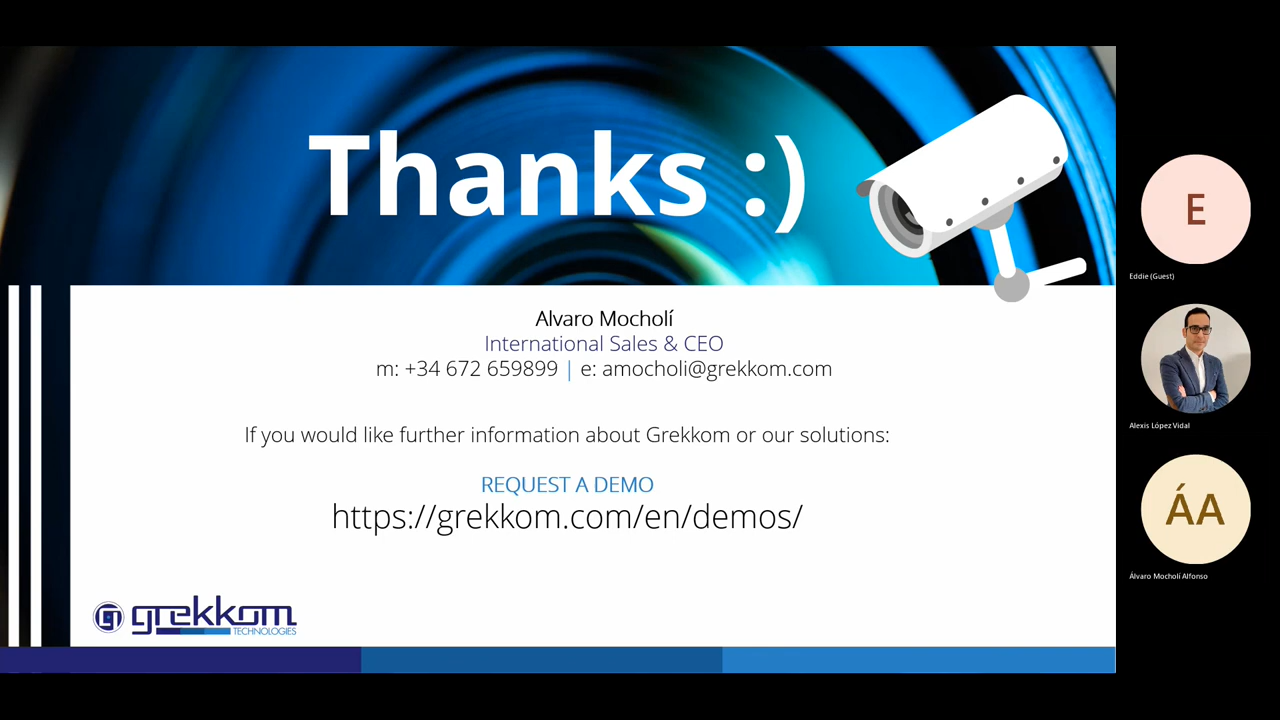 Thanks :)
Alvaro Mocholí
International Sales & CEO
m: +34 672 659899 | e: amocholi@grekkom.com
If you would like further information about Grekkom or our solutions:
REQUEST A DEMO
https://grekkom.com/en/demos/
grekkom
TECHNOLOGIES
E
Eddie (Guest)
Alexis López Vidal
ÁA
Álvaro Mocholí Alfonso